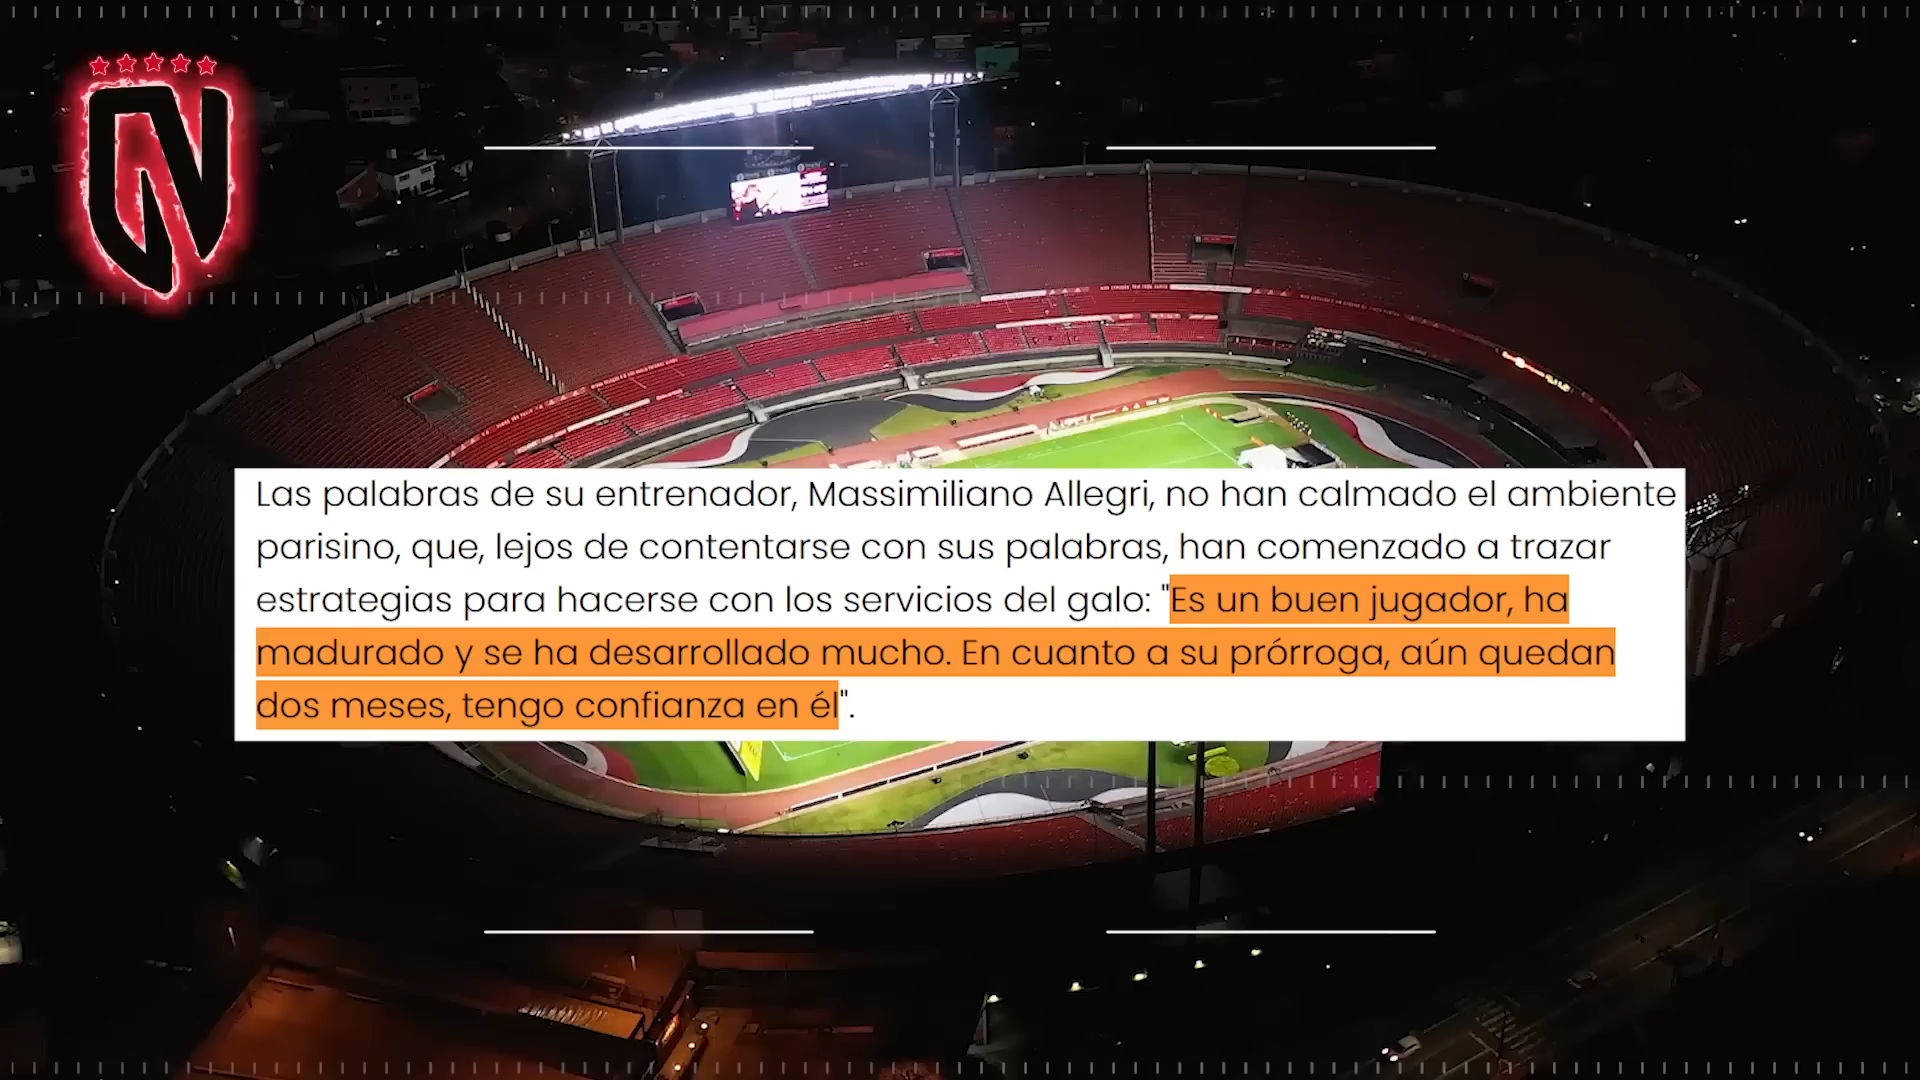 Las palabras de su entrenador, Massimiliano Allegri, no han calmado el ambiente
parisino, que, lejos de contentarse con sus palabras, han comenzado a trazar
estrategias para hacerse con los servicios del galo: "Es un buen jugador, ha
madurado y se ha desarrollado mucho. En cuanto a su prórroga, aún quedan
dos meses, tengo confianza en él".